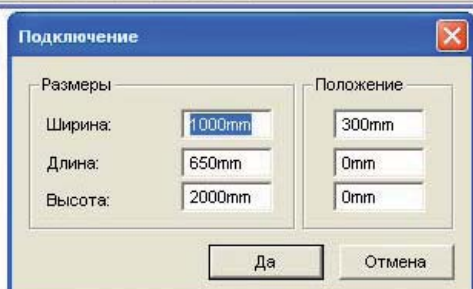 Подключение
Размеры Положение
Ширина: 1000mm 300mm
Длина: 650mm 0mm
Высота: 2000mm 0mm
Да Отмена